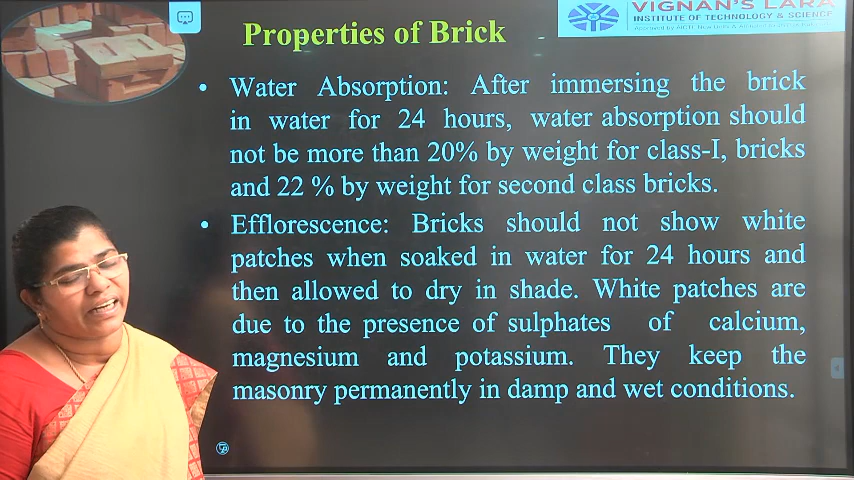 VIGNAN'S LARA
INSTITUTE OF TECHNOLOGY & SCIENCE
Properties of Brick
• Water Absorption: After immersing the brick
in water for 24 hours, water absorption should
not be more than 20% by weight for class-I, bricks
and 22 % by weight for second class bricks.
• Efflorescence: Bricks should not show white
patches when soaked in water for 24 hours and
then allowed to dry in shade. White patches are
due to the presence of sulphates of calcium,
magnesium and potassium. They keep the
masonry permanently in damp and wet conditions.